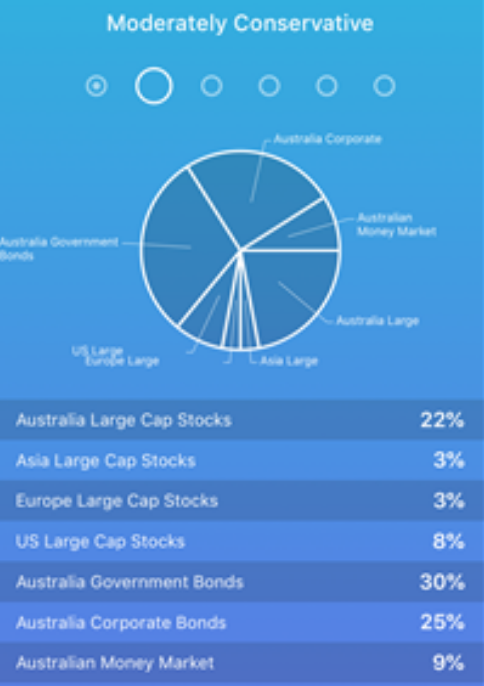 Moderately Conservative
Australia Corporate
Australian
Money Market
Australia Government
Bonds
Australia Large
US Large
Europe Large
Asia Large
Australia Large Cap Stocks 22%
Asia Large Cap Stocks 3%
Europe Large Cap Stocks 3%
US Large Cap Stocks 8%
Australia Government Bonds 30%
Australia Corporate Bonds 25%
Australian Money Market 9%